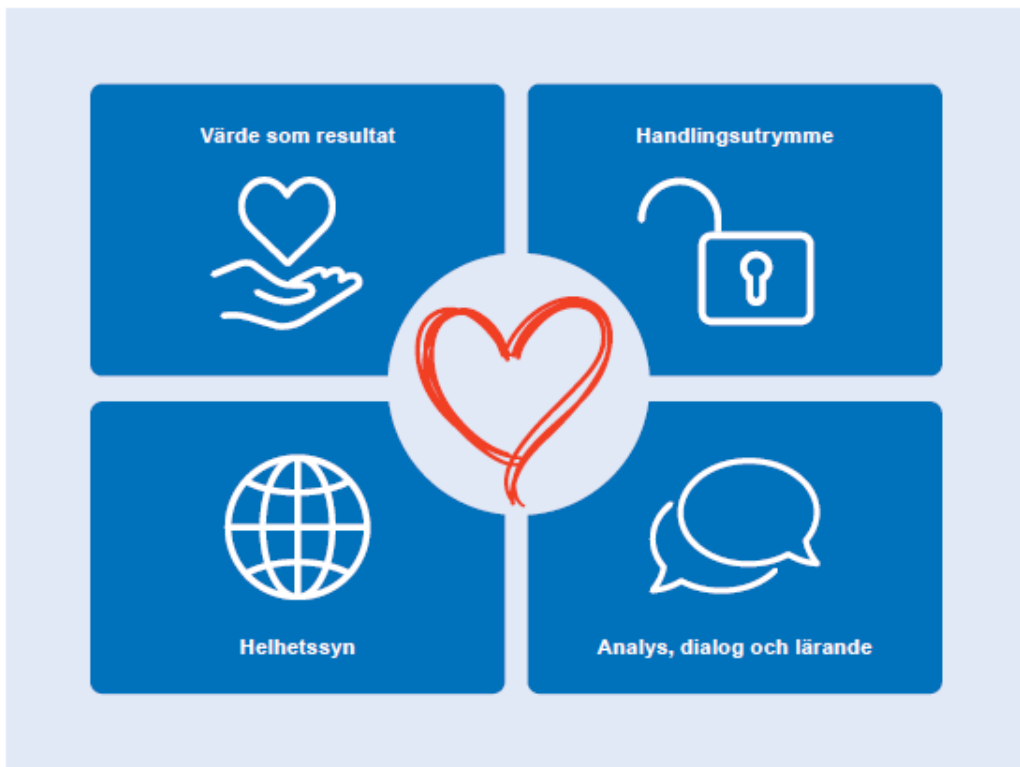 Värde som resultat
Handlingsutrymme
Helhetssyn
Analys, dialog och lärande